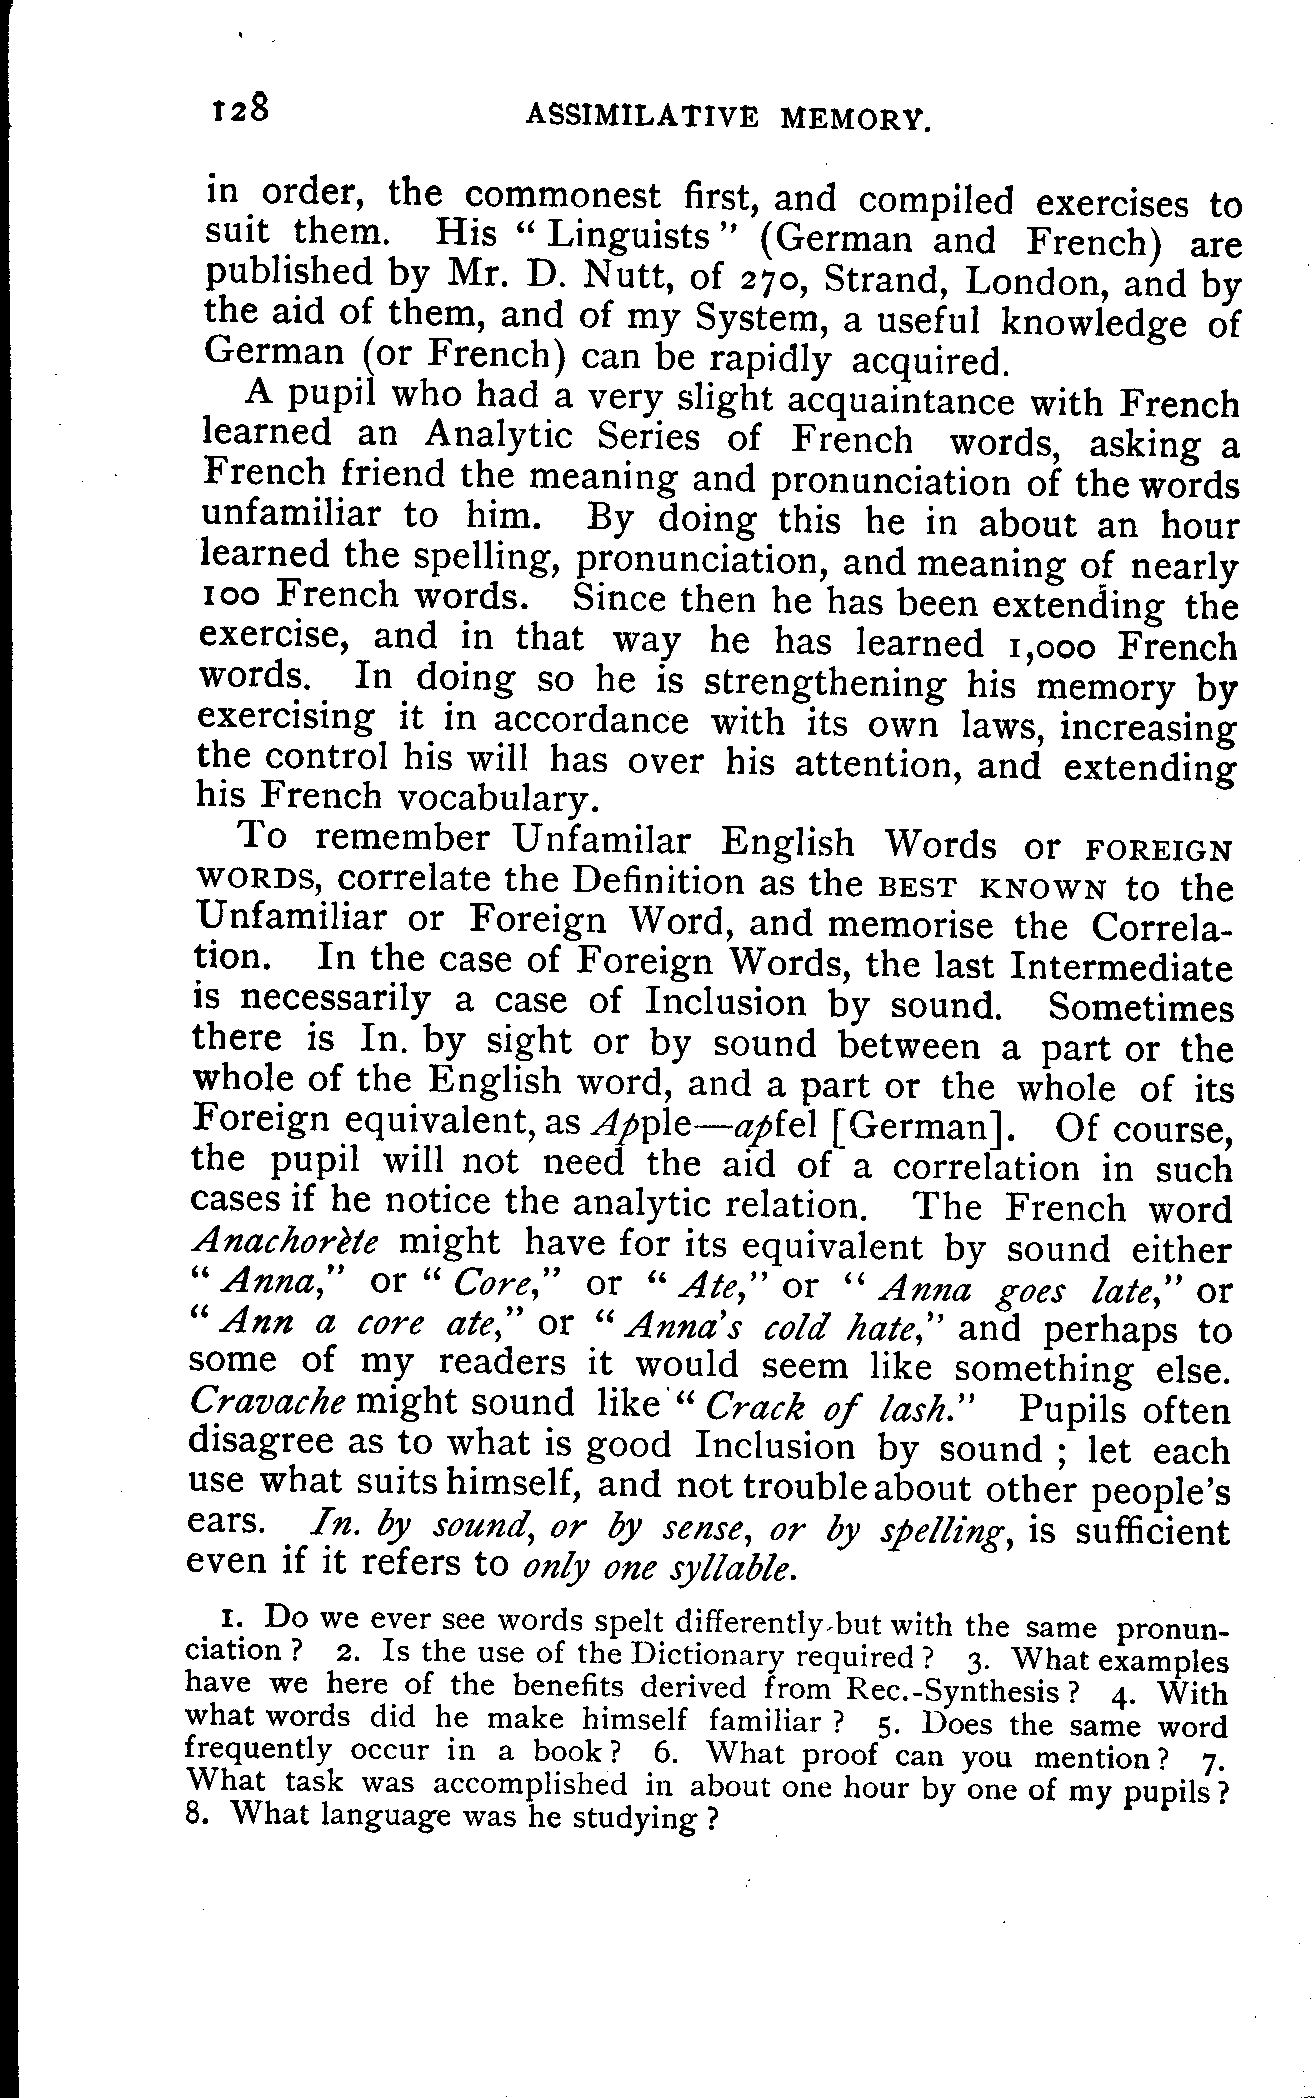 128 ASSIMILATIVE MEMORY.
in order, the commonest first, and compiled exercises to
suit them. His " Linguists " (German and French) are
published by Mr. D. Nutt, of 270, Strand, London, and by
the aid of them, and of my System, a useful knowledge of
German (or French) can be rapidly acquired.
A pupil who had a very slight acquaintance with French
learned an Analytic Series of French words, asking a
French friend the meaning and pronunciation of the words
unfamiliar to him. By doing this he in about an hour
learned the spelling, pronunciation, and meaning of nearly
100 French words. Since then he has been extending the
exercise, and in that way he has learned 1,000 French
words. In doing so he is strengthening his memory by
exercising it in accordance with its own laws, increasing
the control his will has over his attention, and extending
his French vocabulary.
To remember Unfamilar English Words or FOREIGN
WORDS, correlate the Definition as the BEST KNOWN to the
Unfamiliar or Foreign Word, and memorise the Correla-
tion. In the case of Foreign Words, the last Intermediate
is necessarily a case of Inclusion by sound. Sometimes
there is In. by sight or by sound between a part or the
whole of the English word, and a part or the whole of its
Foreign equivalent, as Apple—apfel [German]. Of course,
the pupil will not need the aid of a correlation in such
cases if he notice the analytic relation. The French word
Anachorète might have for its equivalent by sound either
" Anna," or " Core," or " Ate," or " Anna goes late," or
" Ann a core ate," or " Anna's cold hate," and perhaps to
some of my readers it would seem like something else.
Cravache might sound like " Crack of lash." Pupils often
disagree as to what is good Inclusion by sound ; let each
use what suits himself, and not trouble about other people's
ears. In. by sound, or by sense, or by spelling, is sufficient
even if it refers to only one syllable.
1. Do we ever see words spelt differently but with the same pronun-
ciation ? 2. Is the use of the Dictionary required ? 3. What examples
have we here of the benefits derived from Rec.-Synthesis ? 4. With
what words did he make himself familiar ? 5. Does the same word
frequently occur in a book ? 6. What proof can you mention ? 7.
What task was accomplished in about one hour by one of my pupils ?
8. What language was he studying ?